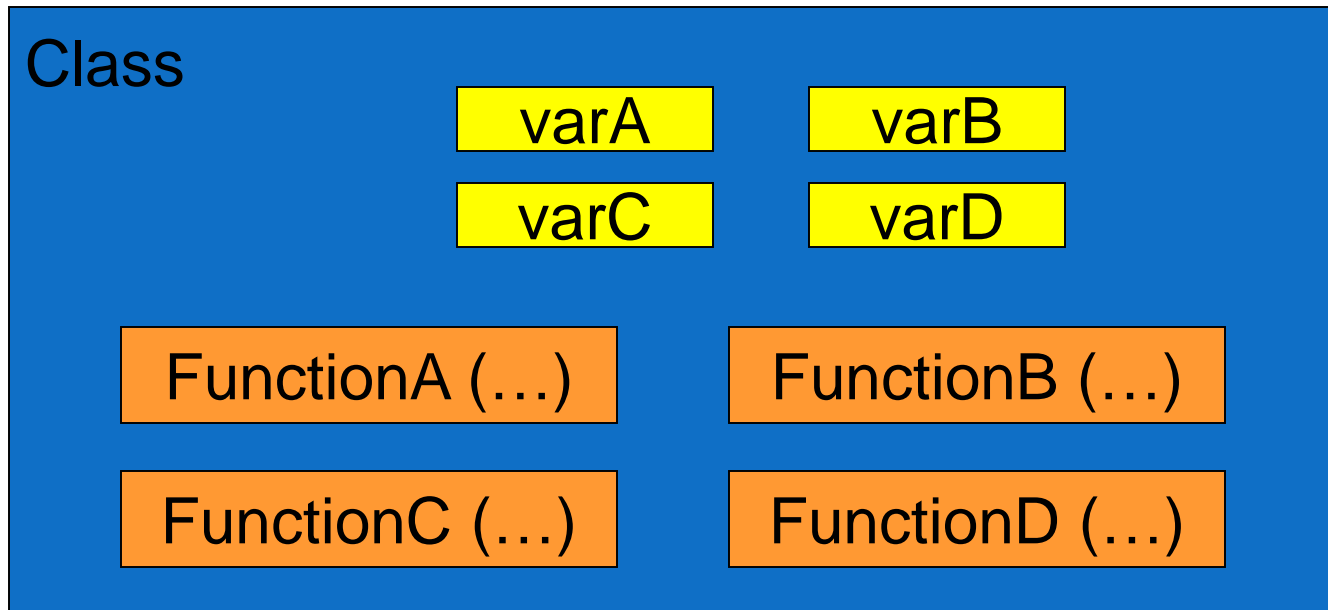 Class
varA varB
varC varD
FunctionA (…) FunctionB (…)
FunctionC (…) FunctionD (…)